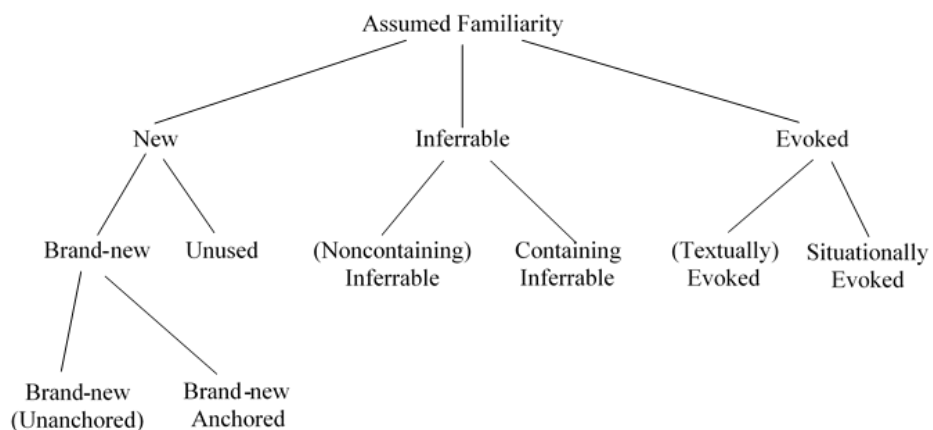 Assumed Familiarity
New Inferrable Evoked
Brand-new Unused (Noncontaining) Containing (Textually) Situationally
Inferrable Inferrable Evoked Evoked
Brand-new Brand-new
(Unanchored) Anchored